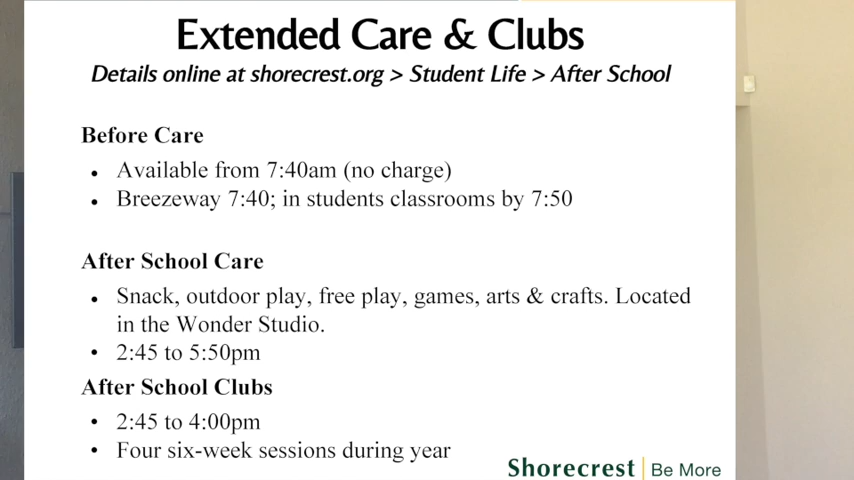 Extended Care & Clubs
Details online at shorecrest.org > Student Life > After School
Before Care
• Available from 7:40am (no charge)
• Breezeway 7:40; in students classrooms by 7:50
After School Care
• Snack, outdoor play, free play, games, arts & crafts. Located
in the Wonder Studio.
• 2:45 to 5:50pm
After School Clubs
• 2:45 to 4:00pm
• Four six-week sessions during year
Shorecrest | Be More